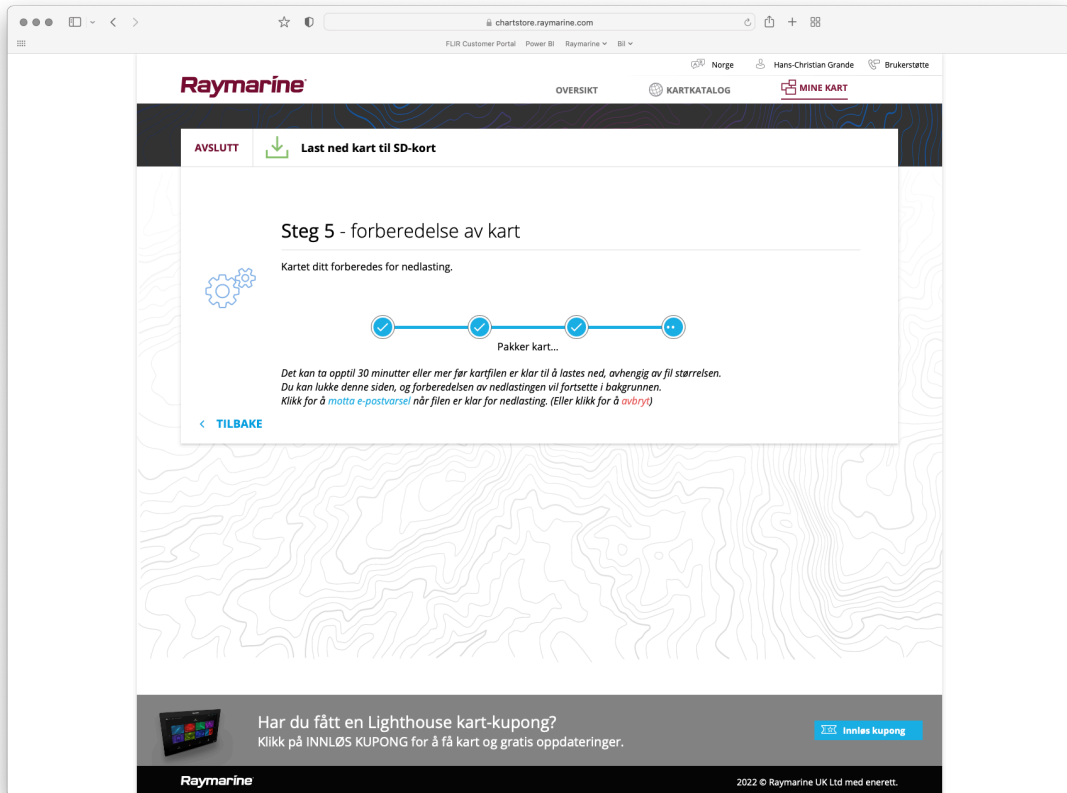 chartstore.raymarine.com
FLIR Customer Portal Power BI Raymarine Bil
Norge Hans-Christian Grande Brukerstøtte
Raymarine
OVERSIKT KARTKATALOG MINE KART
AVSLUTT Last ned kart til SD-kort
Steg 5 - forberedelse av kart
Kartet ditt forberedes for nedlasting.
Pakker kart...
Det kan ta opptil 30 minutter eller mer før kartfilen er klar til å lastes ned, avhengig av fil størrelsen.
Du kan lukke denne siden, og forberedelsen av nedlastingen vil fortsette i bakgrunnen.
Klikk for å motta e-postvarsel når filen er klar for nedlasting. (Eller klikk for å avbryt)
< TILBAKE
Har du fått en Lighthouse kart-kupong?
Klikk på INNLØS KUPONG for å få kart og gratis oppdateringer.
Innløs kupong
Raymarine
2022 © Raymarine UK Ltd med enerett.